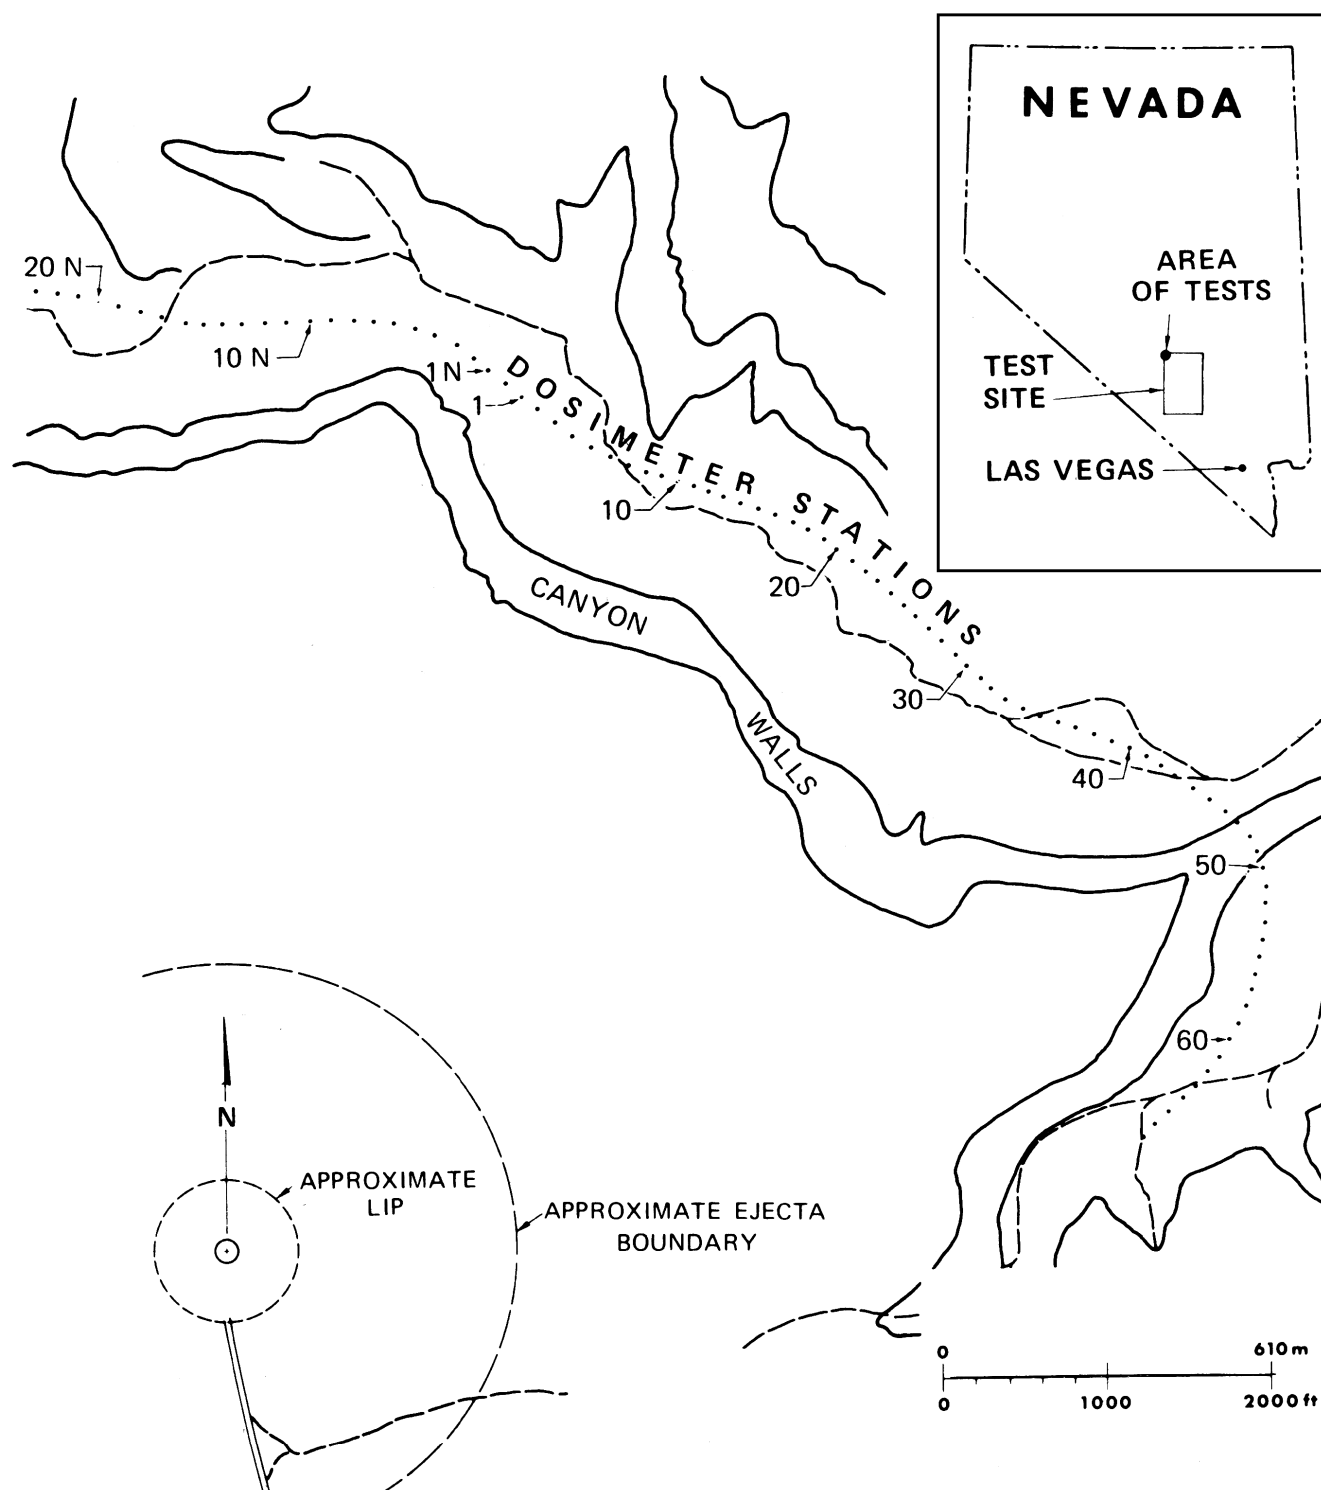 NEVADA
AREA
OF TESTS
TEST
SITE
LAS VEGAS
20 N
10 N
1 N
1
DOSIMETER STATIONS
10
20
30
40
50
60
CANYON
WALLS
N
APPROXIMATE
LIP
APPROXIMATE EJECTA
BOUNDARY
0 610 m
0 1000 2000 ft